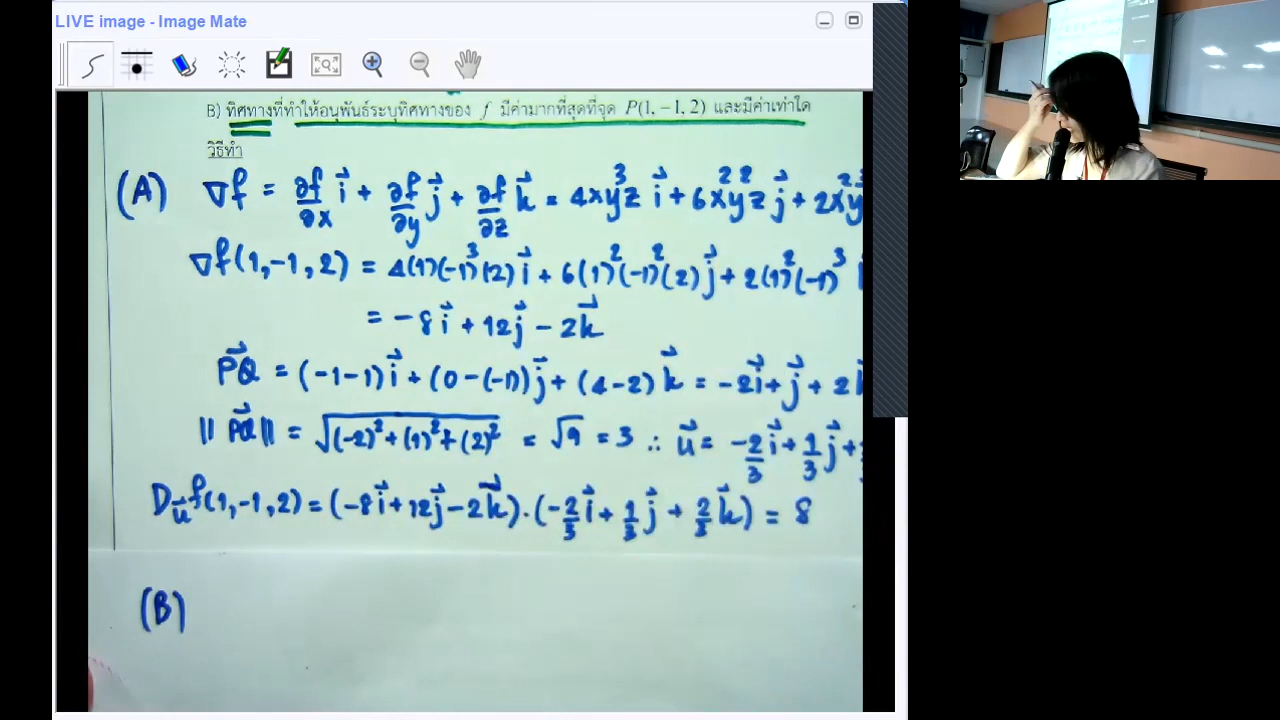 LIVE image - Image Mate
B) ทิศทางที่ทำให้อนุพันธ์ระบุทิศทางของ f มีค่ามากที่สุดที่จุด P(1, −1, 2) และมีค่าเท่าใด
วิธีทำ
(A) ∇f = ∂f/∂x i⃗ + ∂f/∂y j⃗ + ∂f/∂z k⃗ = 4xy³z i⃗ + 6x²y²z j⃗ + 2x²y³
∇f(1,-1,2) = 4(1)(-1)³(2) i⃗ + 6(1)²(-1)²(2) j⃗ + 2(1)²(-1)³
= -8i⃗ + 12j⃗ - 2k⃗
P⃗Q = (-1-1)i⃗ + (0-(-1))j⃗ + (4-2)k⃗ = -2i⃗ + j⃗ + 2k⃗
||P⃗Q|| = √((-2)²+(1)²+(2)²) = √9 = 3 ∴ u⃗ = -2/3 i⃗ + 1/3 j⃗ +
D_u⃗ f(1,-1,2) = (-8i⃗+12j⃗-2k⃗)·(-2/3 i⃗ + 1/3 j⃗ + 2/3 k⃗) = 8
(B)